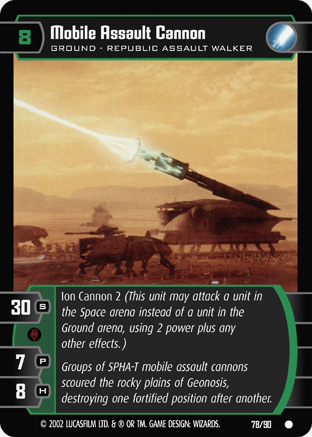 8
Mobile Assault Cannon
GROUND - REPUBLIC ASSAULT WALKER
30 S
7 P
8 H
Ion Cannon 2 (This unit may attack a unit in
the Space arena instead of a unit in the
Ground arena, using 2 power plus any
other effects.)
Groups of SPHA-T mobile assault cannons
scoured the rocky plains of Geonosis,
destroying one fortified position after another.
© 2002 LUCASFILM LTD. & ® OR TM. GAME DESIGN: WIZARDS.
78/90